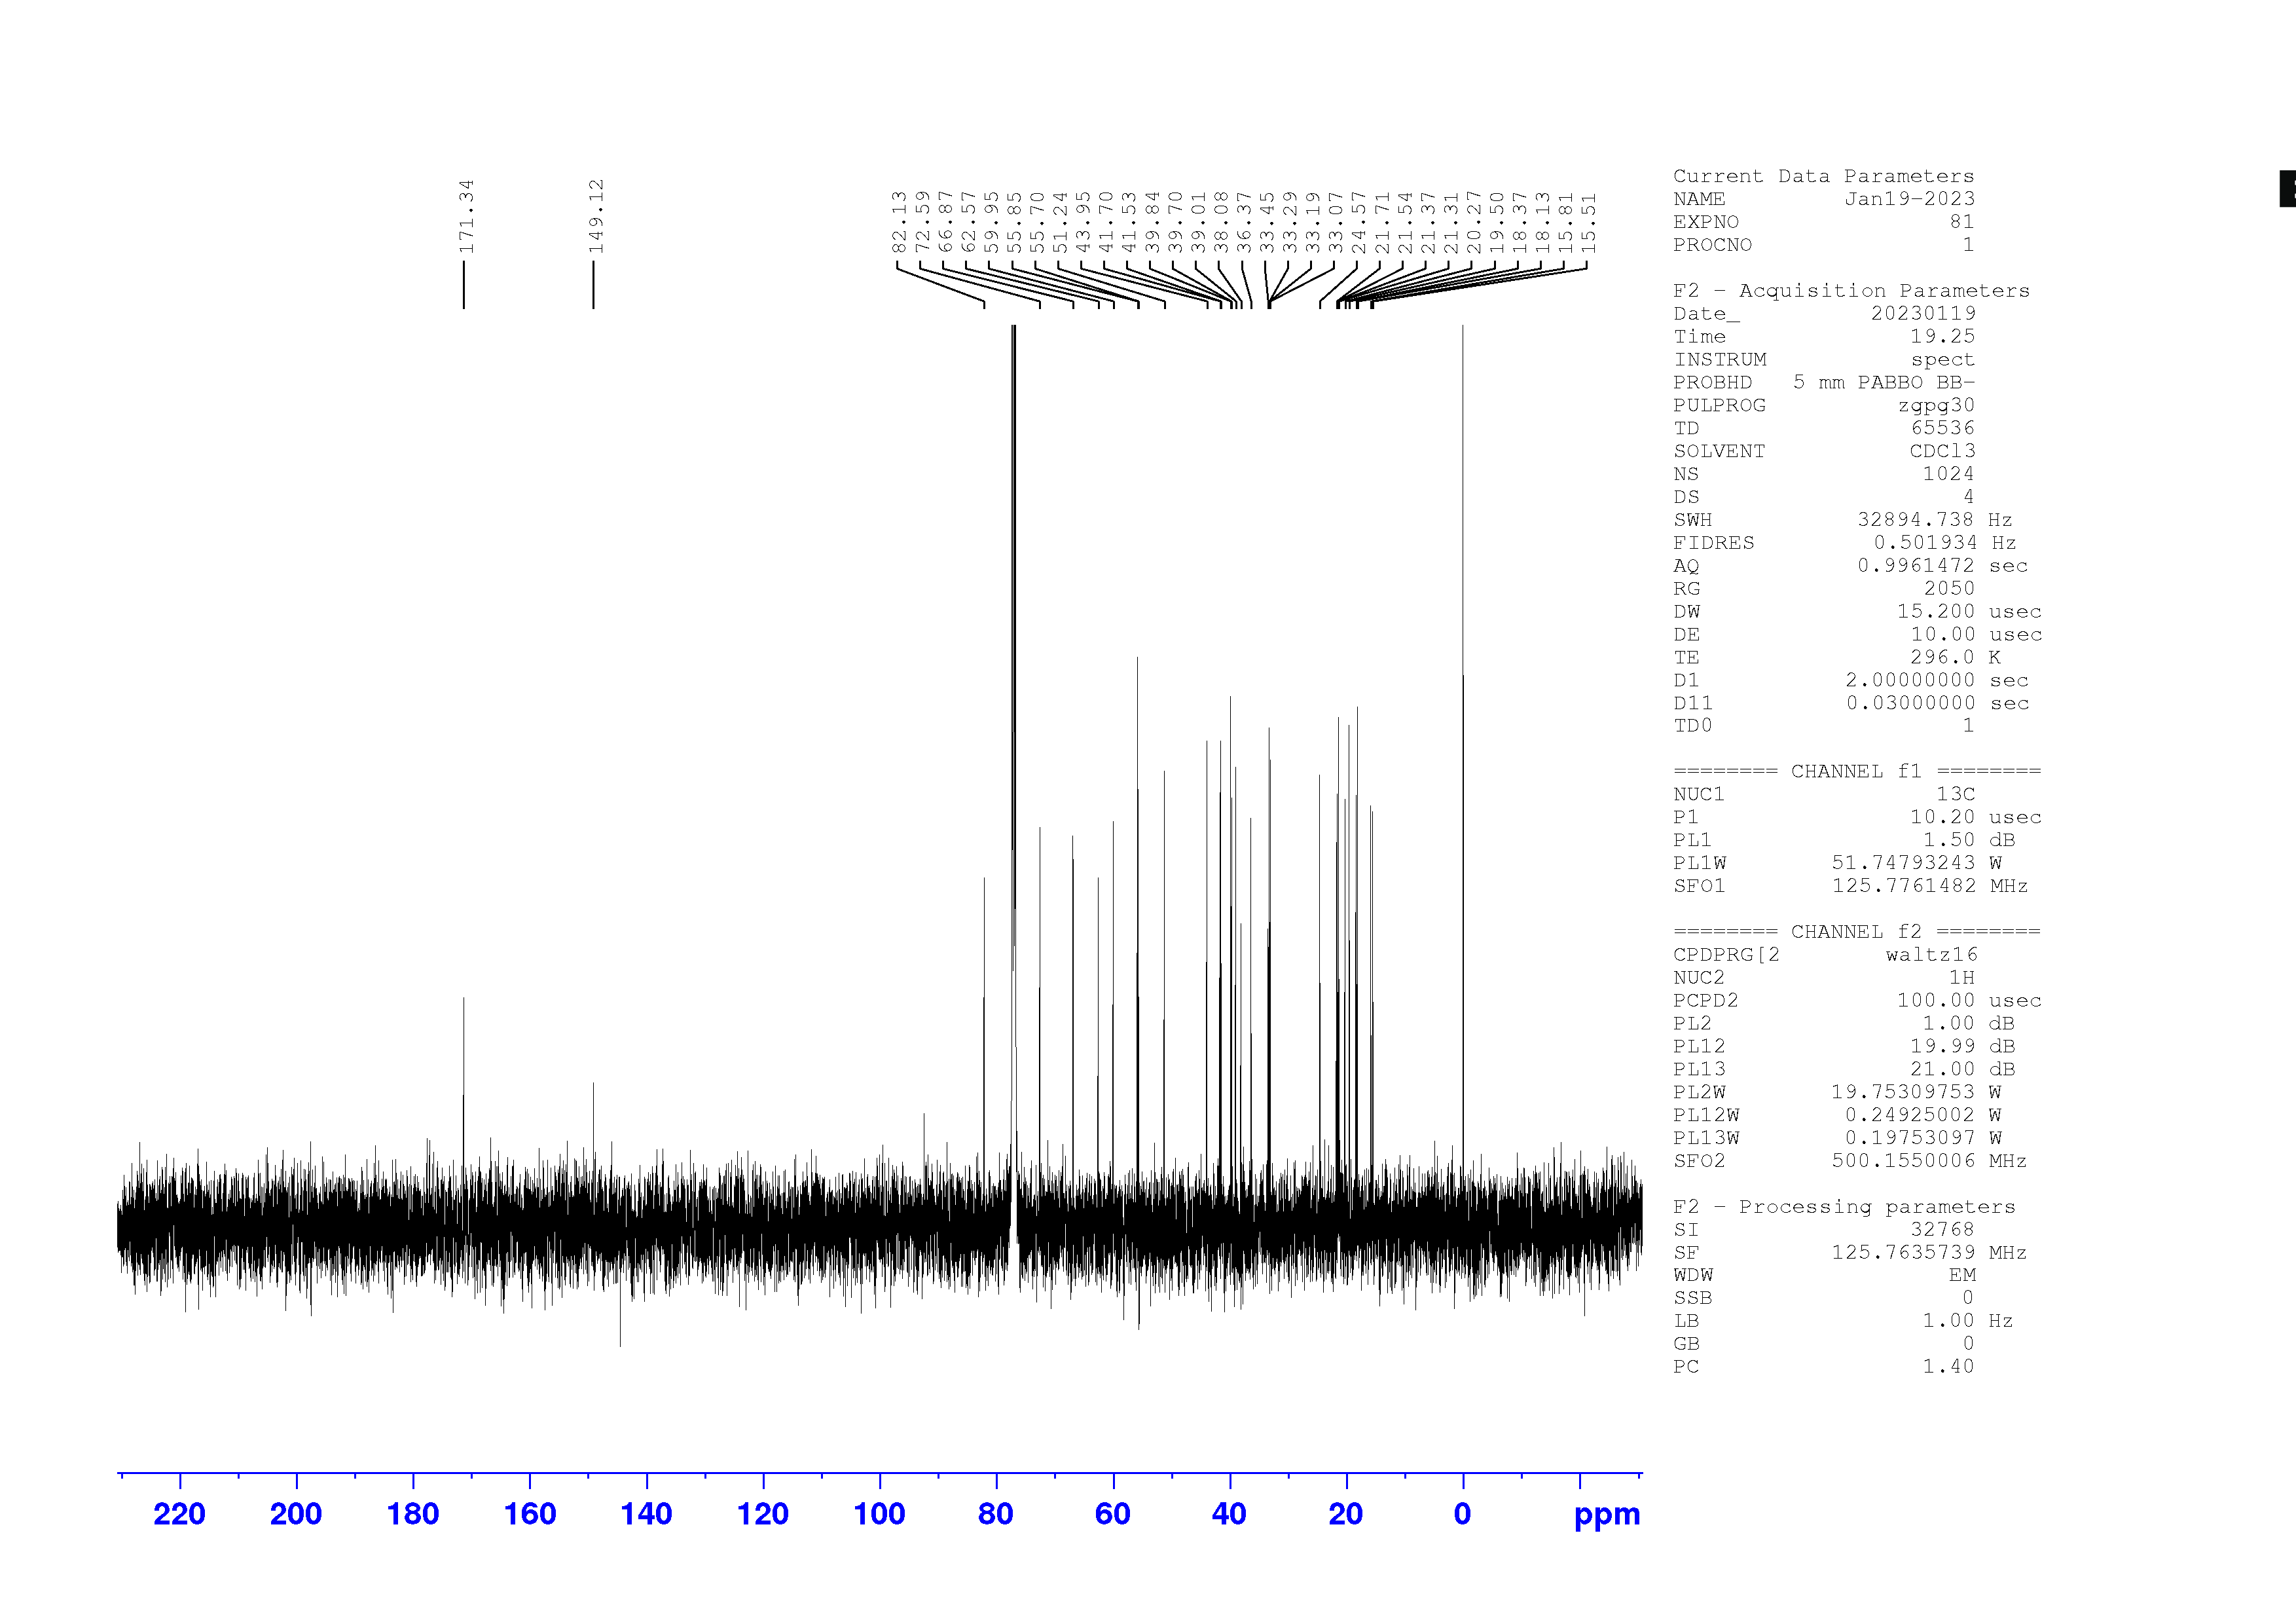 171.34
149.12
82.13
72.59
66.87
62.57
59.95
55.85
55.70
51.24
43.95
41.70
41.53
39.84
39.70
39.01
38.08
36.37
33.45
33.29
33.19
33.07
24.57
21.71
21.54
21.37
21.31
20.27
19.50
18.37
18.13
15.81
15.51
Current Data Parameters
NAME Jan19-2023
EXPNO 81
PROCNO 1
F2 - Acquisition Parameters
Date_ 20230119
Time 19.25
INSTRUM spect
PROBHD 5 mm PABBO BB-
PULPROG zgpg30
TD 65536
SOLVENT CDCl3
NS 1024
DS 4
SWH 32894.738 Hz
FIDRES 0.501934 Hz
AQ 0.9961472 sec
RG 2050
DW 15.200 usec
DE 10.00 usec
TE 296.0 K
D1 2.00000000 sec
D11 0.03000000 sec
TD0 1
======== CHANNEL f1 ========
NUC1 13C
P1 10.20 usec
PL1 1.50 dB
PL1W 51.74793243 W
SFO1 125.7761482 MHz
======== CHANNEL f2 ========
CPDPRG[2 waltz16
NUC2 1H
PCPD2 100.00 usec
PL2 1.00 dB
PL12 19.99 dB
PL13 21.00 dB
PL2W 19.75309753 W
PL12W 0.24925002 W
PL13W 0.19753097 W
SFO2 500.1550006 MHz
F2 - Processing parameters
SI 32768
SF 125.7635739 MHz
WDW EM
SSB 0
LB 1.00 Hz
GB 0
PC 1.40
220 200 180 160 140 120 100 80 60 40 20 0 ppm